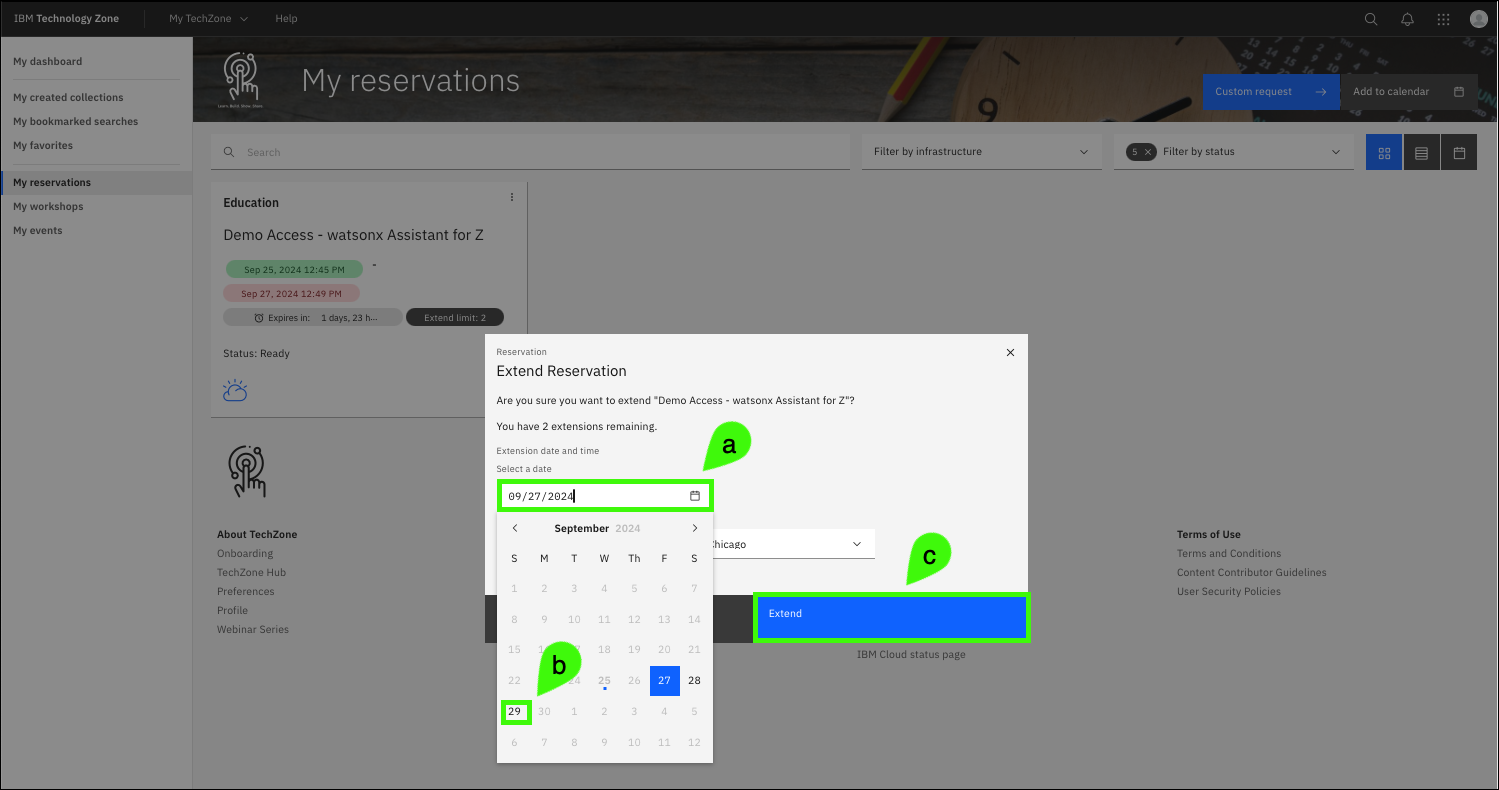 IBM Technology Zone
My TechZone
Help
My dashboard
My created collections
My bookmarked searches
My favorites
My reservations
My workshops
My events
My reservations
Custom request
Add to calendar
Search
Filter by infrastructure
5
Filter by status
Education
Demo Access - watsonx Assistant for Z
Sep 25, 2024 12:45 PM -
Sep 27, 2024 12:49 PM
Expires in: 1 days, 23 h...
Extend limit: 2
Status: Ready
Reservation
Extend Reservation
Are you sure you want to extend "Demo Access - watsonx Assistant for Z"?
You have 2 extensions remaining.
Extension date and time
Select a date
a
09/27/2024
September 2024
S M T W Th F S
1 2 3 4 5 6 7
8 9 10 11 12 13 14
15 18 19 20 21
22 24 25 26 27 28
29 30 1 2 3 4 5
6 7 8 9 10 11 12
b
Chicago
c
Extend
About TechZone
Onboarding
TechZone Hub
Preferences
Profile
Webinar Series
IBM Cloud status page
Terms of Use
Terms and Conditions
Content Contributor Guidelines
User Security Policies